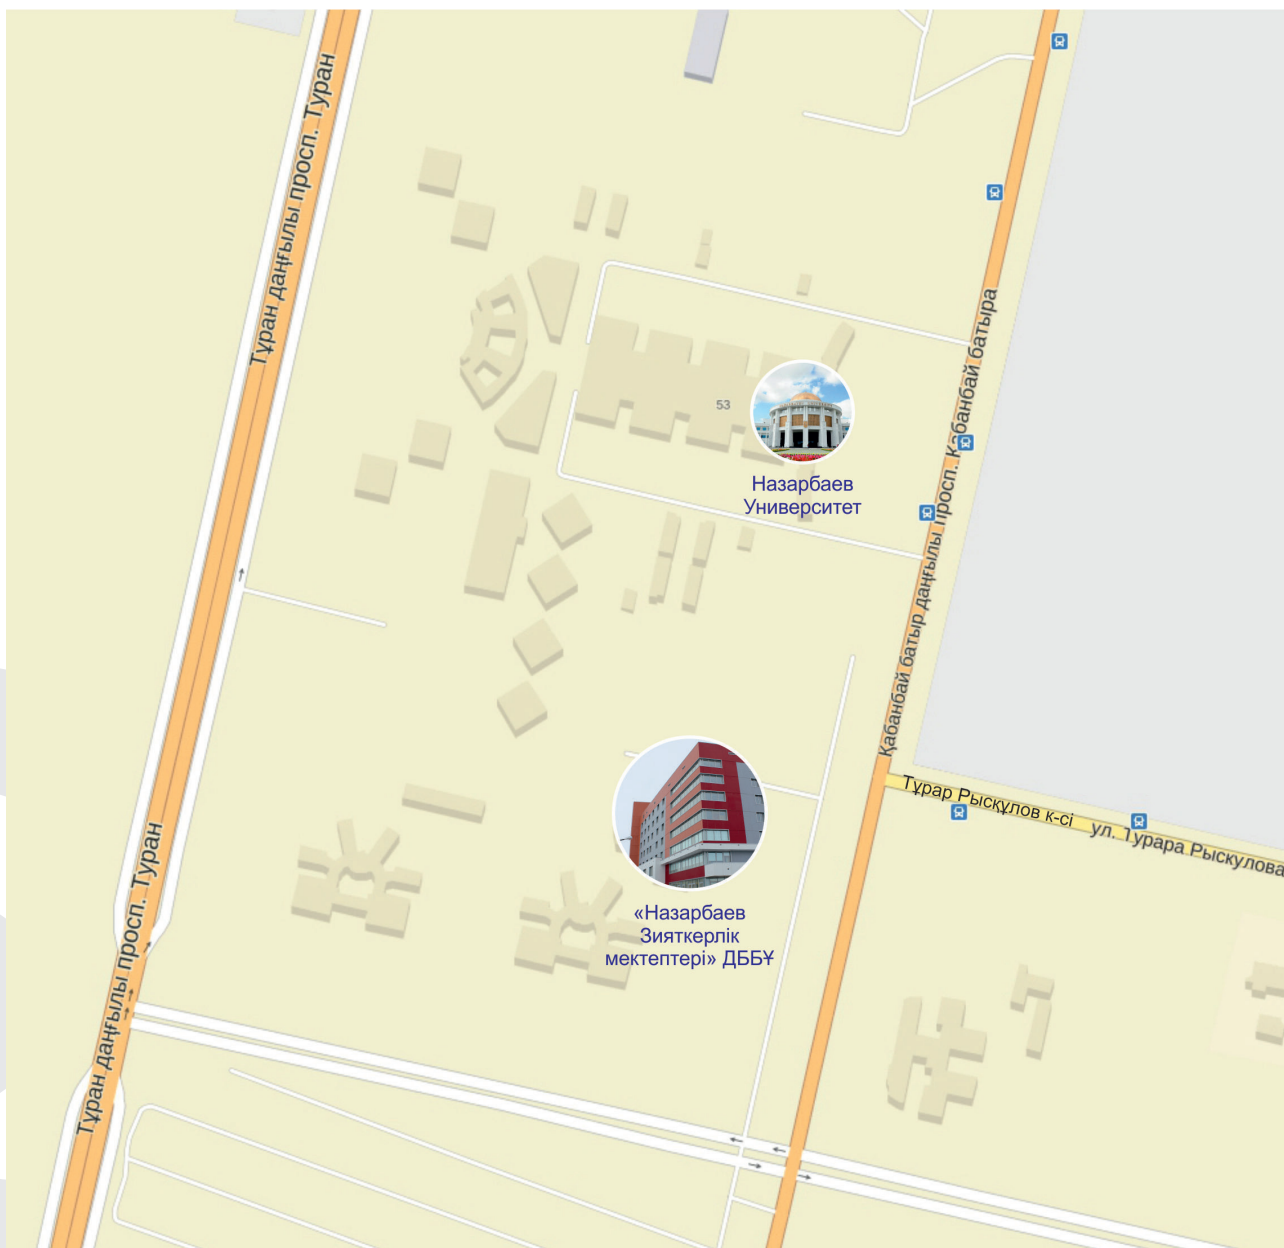 Тұран даңғылы просп. Туран
53
Назарбаев
Университет
Қабанбай батыр даңғылы просп. Кабанбай батыра
Тұрар Рысқұлов к-сі ул. Турара Рыскулова
Тұран даңғылы просп. Туран
«Назарбаев
Зияткерлік
мектептері» ДББҰ